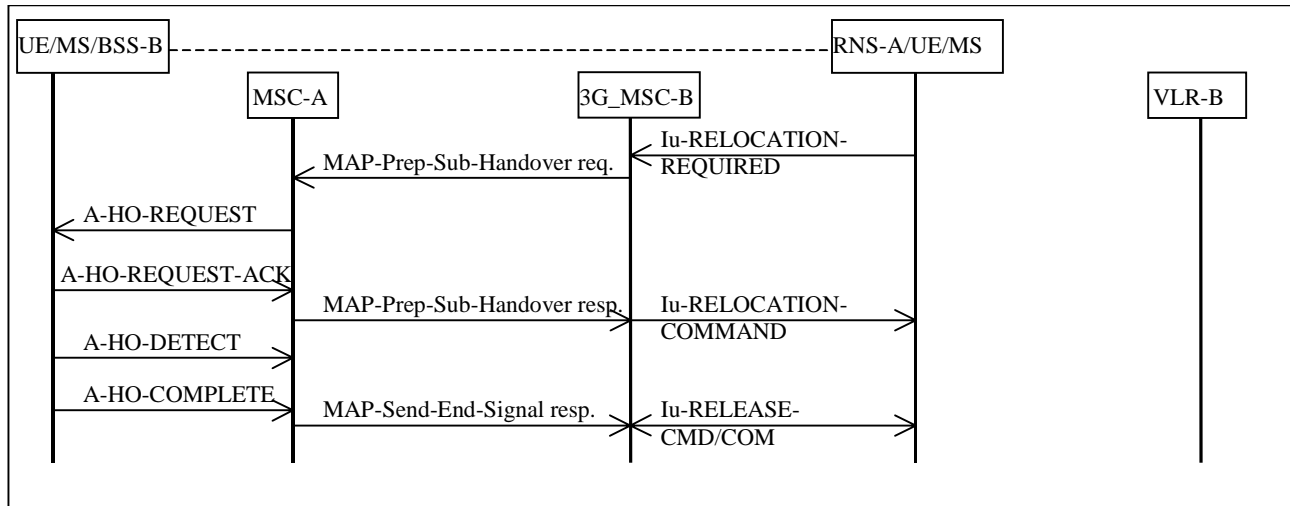 UE/MS/BSS-B
RNS-A/UE/MS
MSC-A
3G_MSC-B
VLR-B
Iu-RELOCATION-
REQUIRED
MAP-Prep-Sub-Handover req.
A-HO-REQUEST
A-HO-REQUEST-ACK
MAP-Prep-Sub-Handover resp.
Iu-RELOCATION-
COMMAND
A-HO-DETECT
A-HO-COMPLETE
MAP-Send-End-Signal resp.
Iu-RELEASE-
CMD/COM